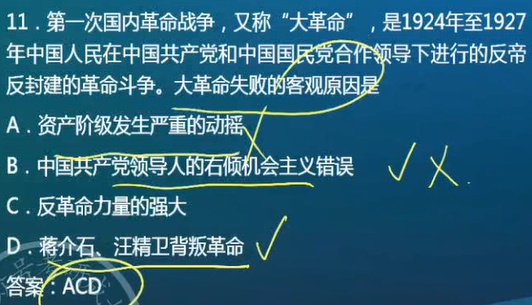 11．第一次国内革命战争，又称“大革命”，是1924年至1927
年中国人民在中国共产党和中国国民党合作领导下进行的反帝
反封建的革命斗争。大革命失败的客观原因是
A．资产阶级发生严重的动摇
B．中国共产党领导人的右倾机会主义错误
C．反革命力量的强大
D．蒋介石、汪精卫背叛革命
答案：ACD